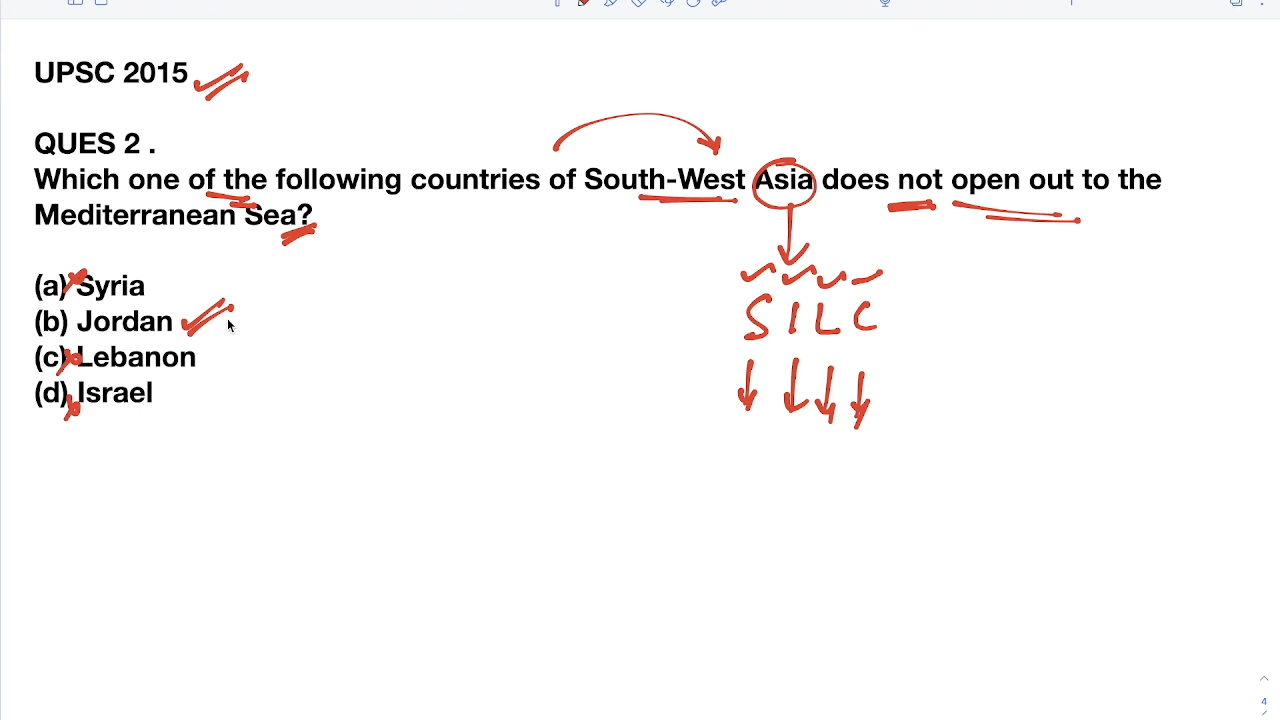 UPSC 2015
QUES 2 .
Which one of the following countries of South-West Asia does not open out to the
Mediterranean Sea?
(a) Syria
(b) Jordan
(c) Lebanon
(d) Israel
S I L C
4